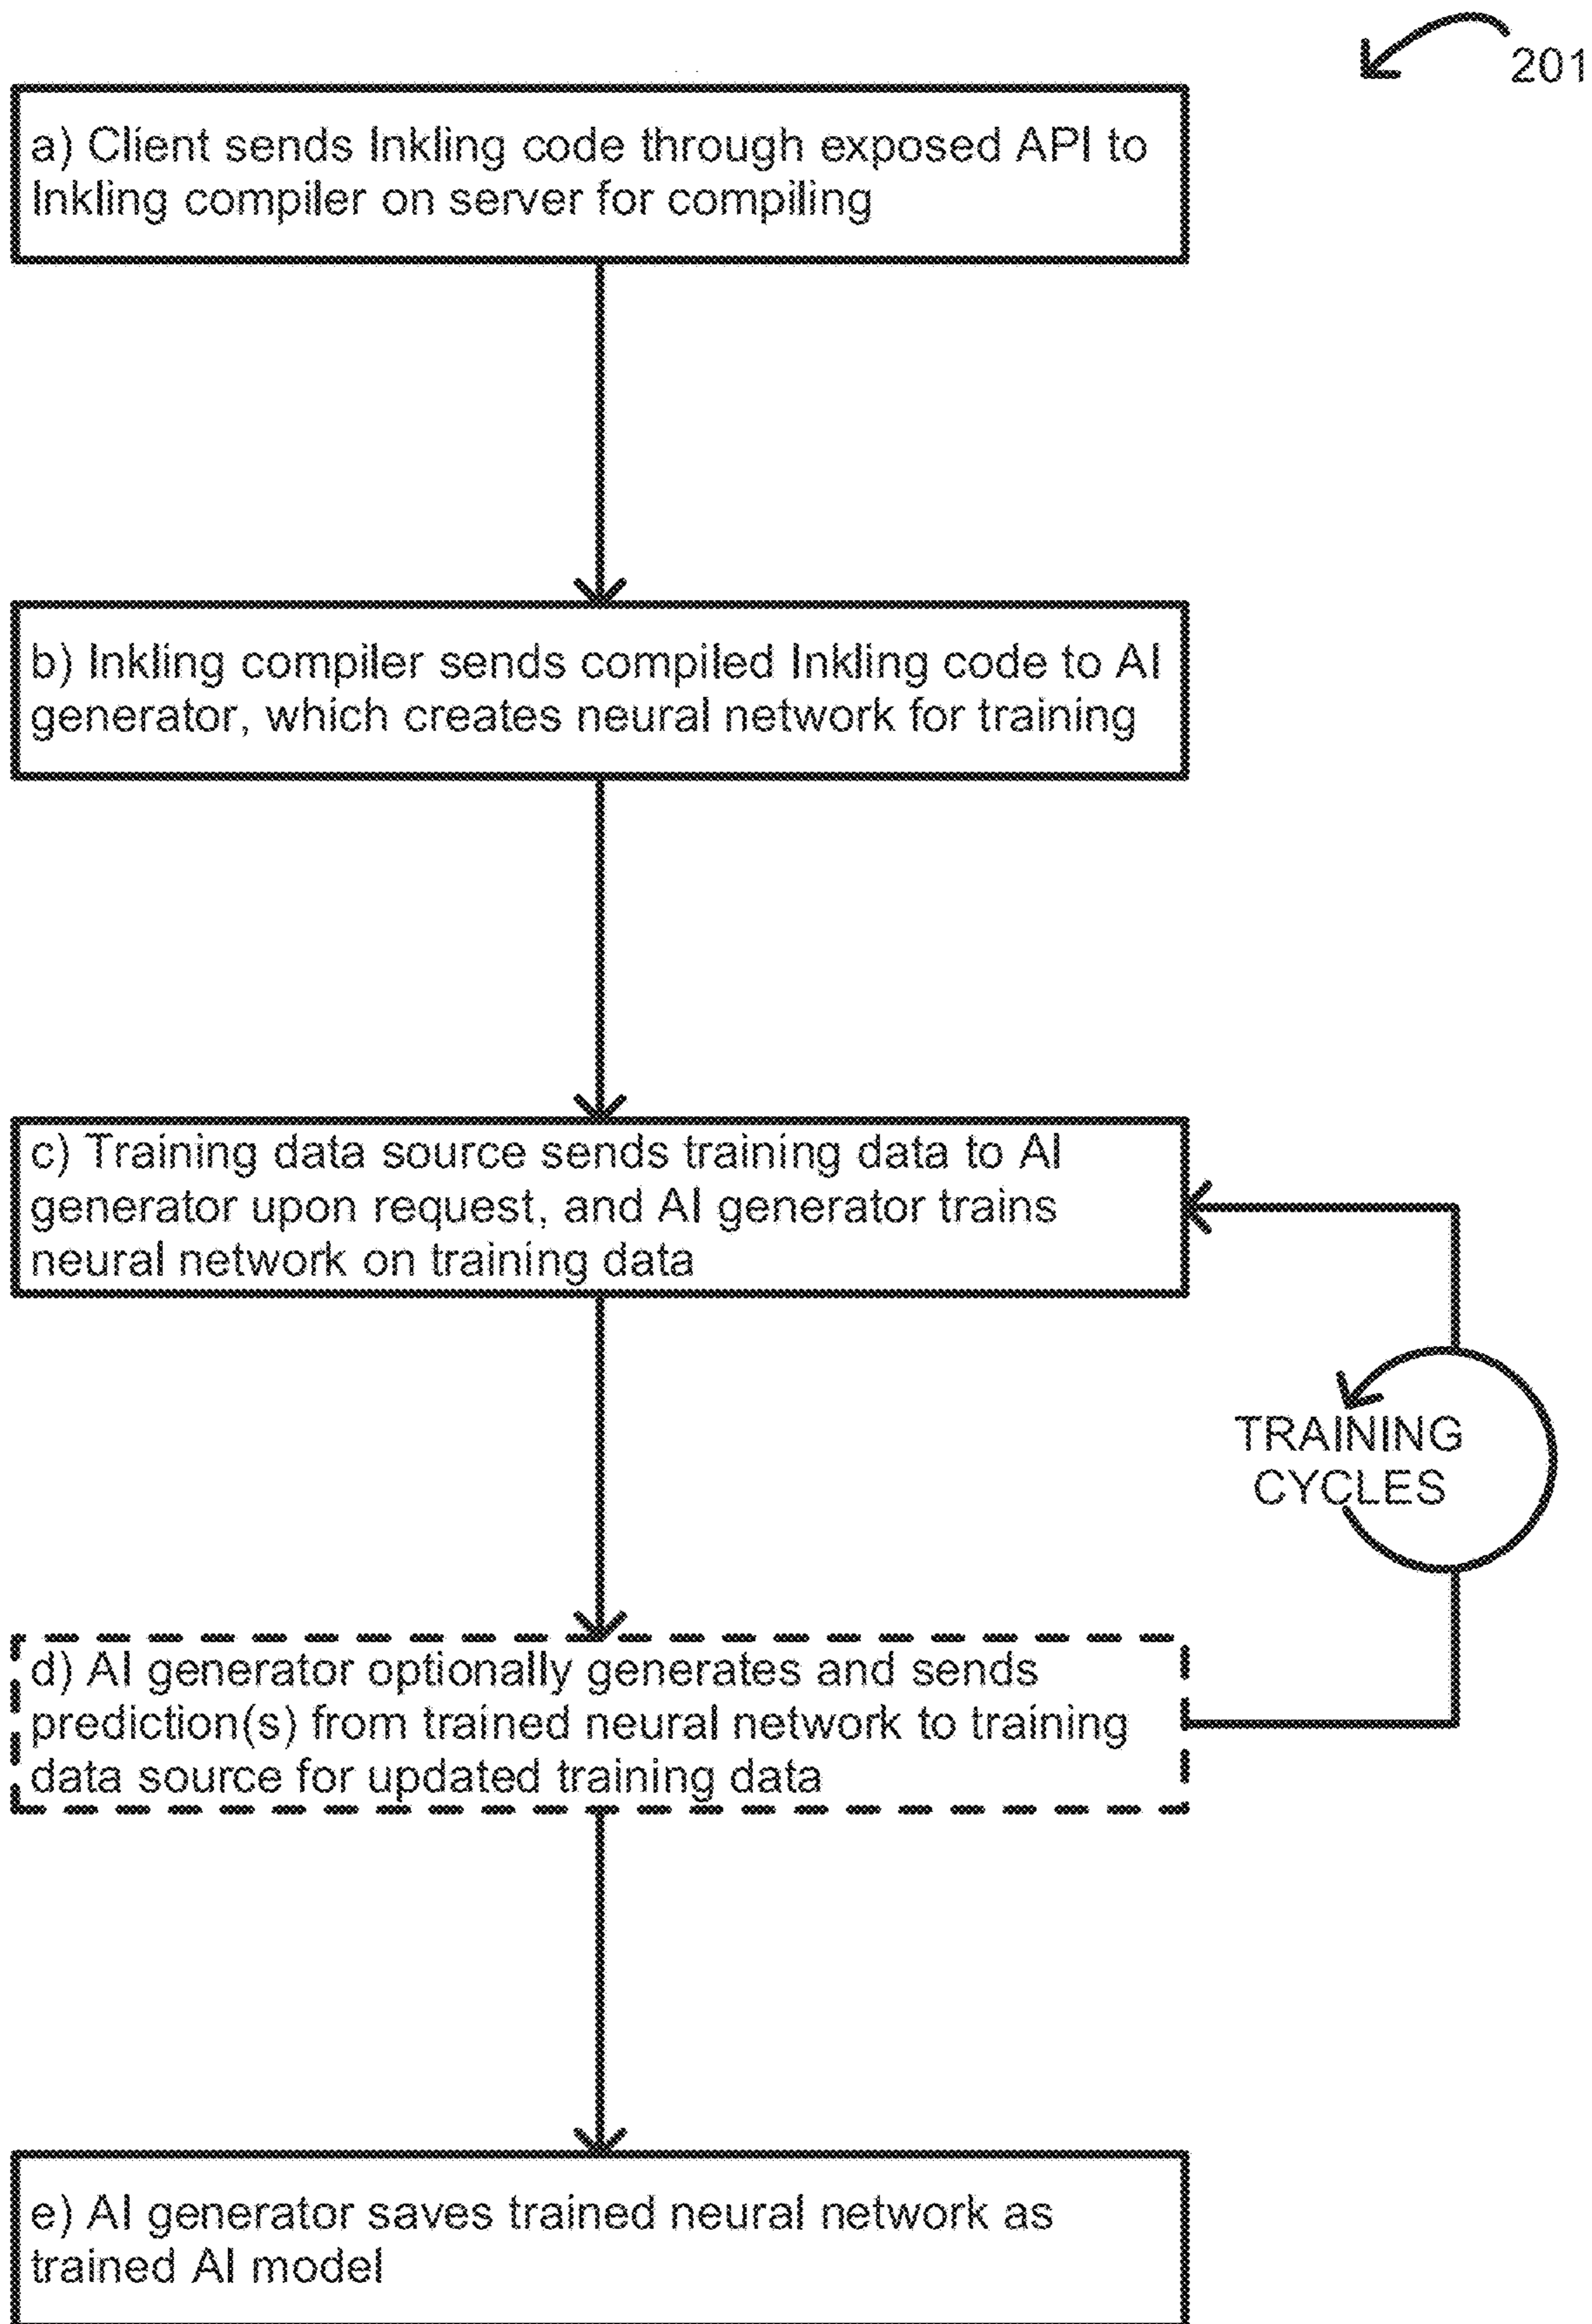 201
a) Client sends Inkling code through exposed API to
Inkling compiler on server for compiling
b) Inkling compiler sends compiled Inkling code to AI
generator, which creates neural network for training
c) Training data source sends training data to AI
generator upon request, and AI generator trains
neural network on training data
TRAINING
CYCLES
d) AI generator optionally generates and sends
prediction(s) from trained neural network to training
data source for updated training data
e) AI generator saves trained neural network as
trained AI model